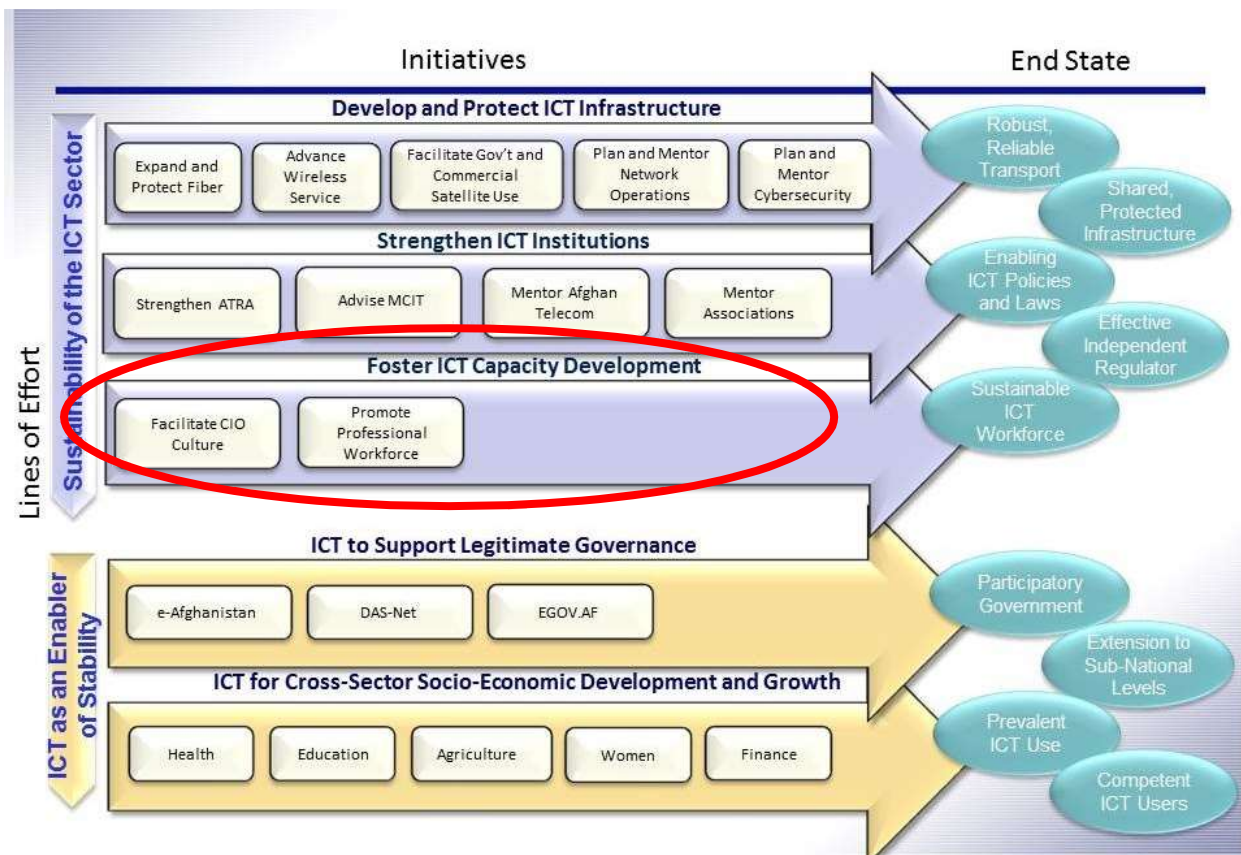 Initiatives
End State
Lines of Effort
Sustainability of the ICT Sector
Develop and Protect ICT Infrastructure
Expand and
Protect Fiber
Advance
Wireless
Service
Facilitate Gov't and
Commercial
Satellite Use
Plan and Mentor
Network
Operations
Plan and
Mentor
Cybersecurity
Robust,
Reliable
Transport
Shared,
Protected
Infrastructure
Strengthen ICT Institutions
Strengthen ATRA
Advise MCIT
Mentor Afghan
Telecom
Mentor
Associations
Enabling
ICT Policies
and Laws
Effective
Independent
Regulator
Foster ICT Capacity Development
Facilitate CIO
Culture
Promote
Professional
Workforce
Sustainable
ICT
Workforce
ICT as an Enabler
of Stability
ICT to Support Legitimate Governance
e-Afghanistan
DAS-Net
EGOV.AF
Participatory
Government
Extension to
Sub-National
Levels
ICT for Cross-Sector Socio-Economic Development and Growth
Health
Education
Agriculture
Women
Finance
Prevalent
ICT Use
Competent
ICT Users